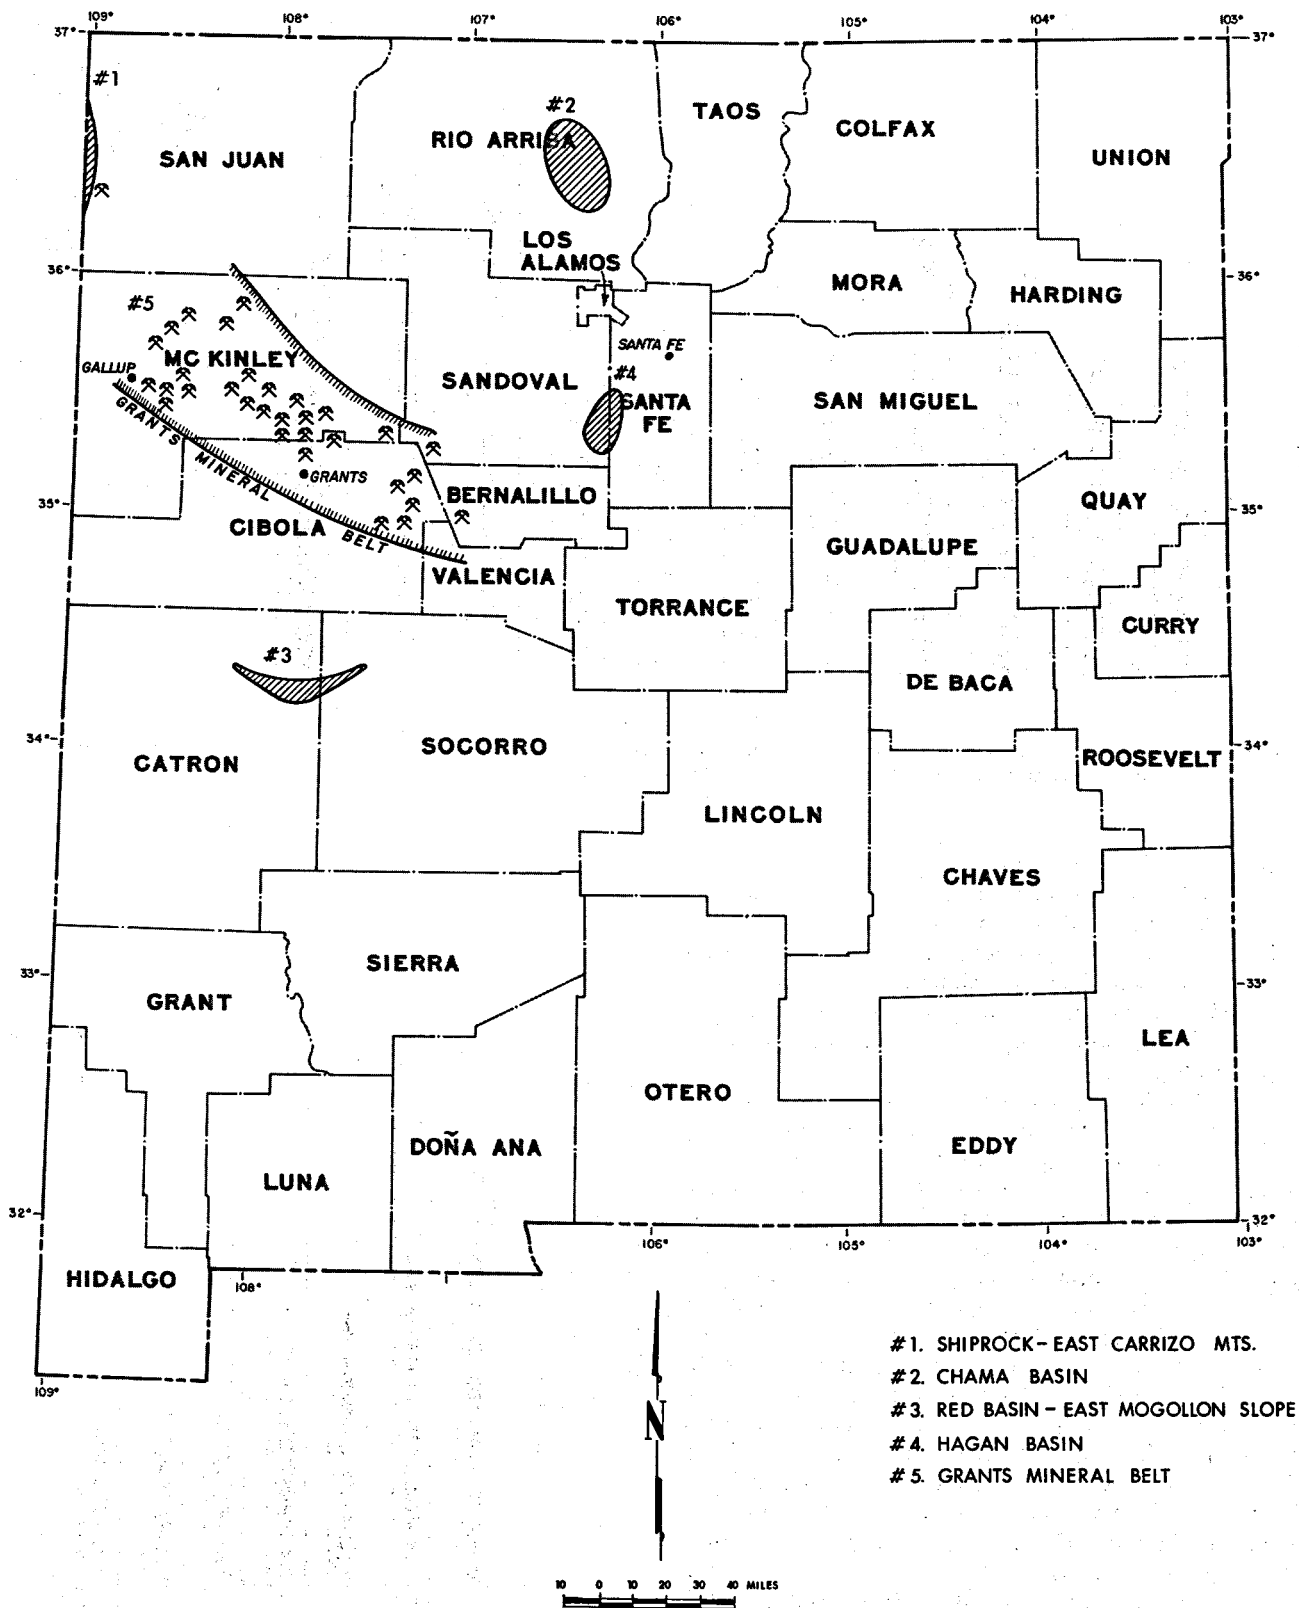 109° 108° 107° 106° 105° 104° 103°
37° 37°
#1
#2
TAOS
RIO ARRIBA
COLFAX
SAN JUAN
UNION
LOS
ALAMOS
36° 36°
MORA
HARDING
#5
SANTA FE
MC KINLEY
GALLUP
#4
SANDOVAL
SANTA
FE
SAN MIGUEL
GRANTS MINERAL BELT
GRANTS
BERNALILLO
QUAY
35° 35°
CIBOLA
GUADALUPE
VALENCIA
TORRANCE
CURRY
#3
DE BACA
34° 34°
SOCORRO
CATRON
ROOSEVELT
LINCOLN
CHAVES
SIERRA
33° 33°
GRANT
LEA
OTERO
DOÑA ANA
EDDY
LUNA
32° 32°
106° 105° 104° 103°
HIDALGO
108°
109°
N
#1. SHIPROCK-EAST CARRIZO MTS.
#2. CHAMA BASIN
#3. RED BASIN-EAST MOGOLLON SLOPE
#4. HAGAN BASIN
#5. GRANTS MINERAL BELT
10 0 10 20 30 40 MILES